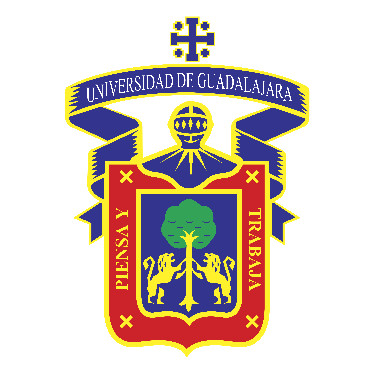 UNIVERSIDAD DE GUADALAJARA
PIENSA Y
TRABAJA